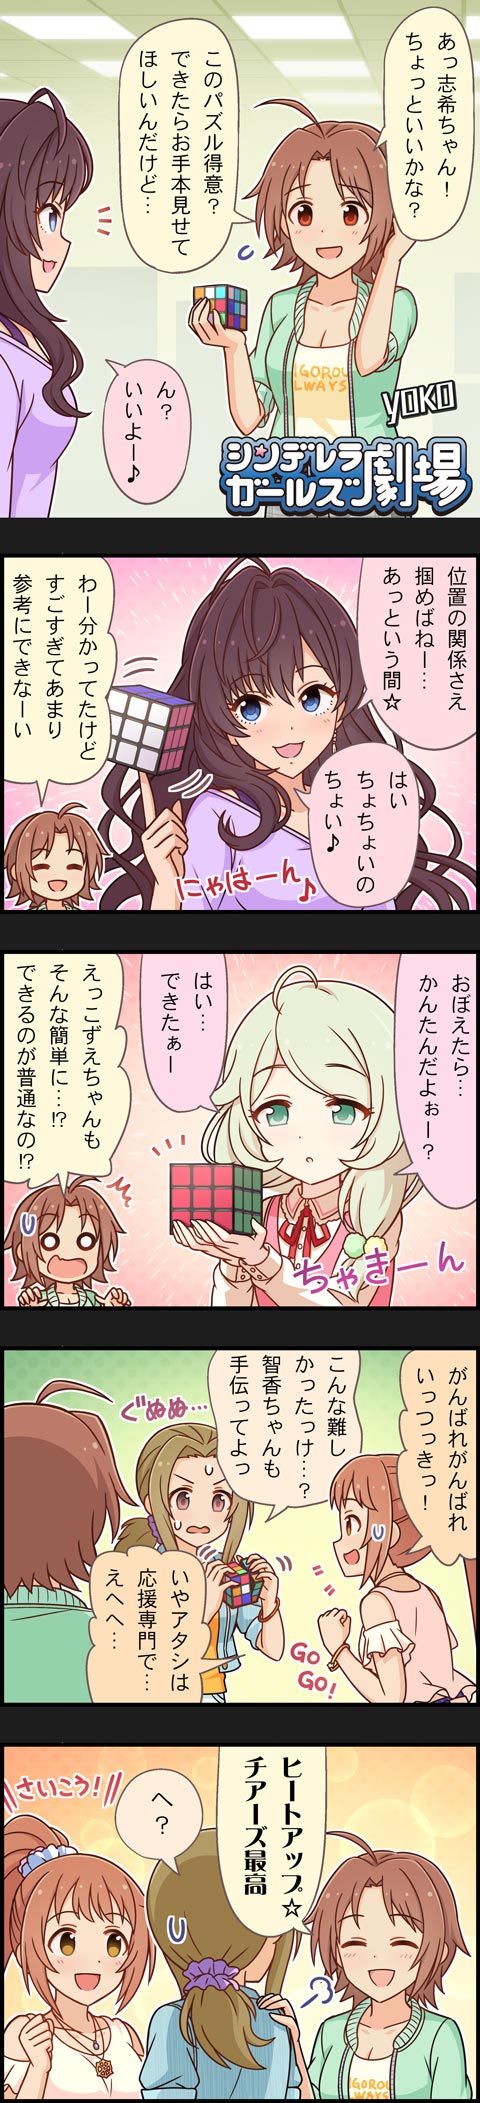 あっ志希ちゃん！
ちょっといいかな？
このパズル得意？
できたらお手本見せて
ほしいんだけど…
ん？
いいよー♪
IGOROU
LWAYS
YOKO
シンデレラ
ガールズ劇場
位置の関係さえ
掴めばねー…
あっという間☆
はい
ちょちょいの
ちょい♪
にゃはーん♪
わー分かってたけど
すごすぎてあまり
参考にできなーい
おぼえたら…
かんたんだよぉー？
はい…
できたぁー
ちゃきーん
えっこずえちゃんも
そんな簡単に…!?
できるのが普通なの!?
がんばれがんばれ
いっつっきっ！
こんな難し
かったっけ…？
智香ちゃんも
手伝ってよっ
ぐぬぬ…
いやアタシは
応援専門で…
えへへ…
GO
GO!
ヒートアップ☆
チアーズ最高
へ？
さいこう！
IGOROU
LWAYS